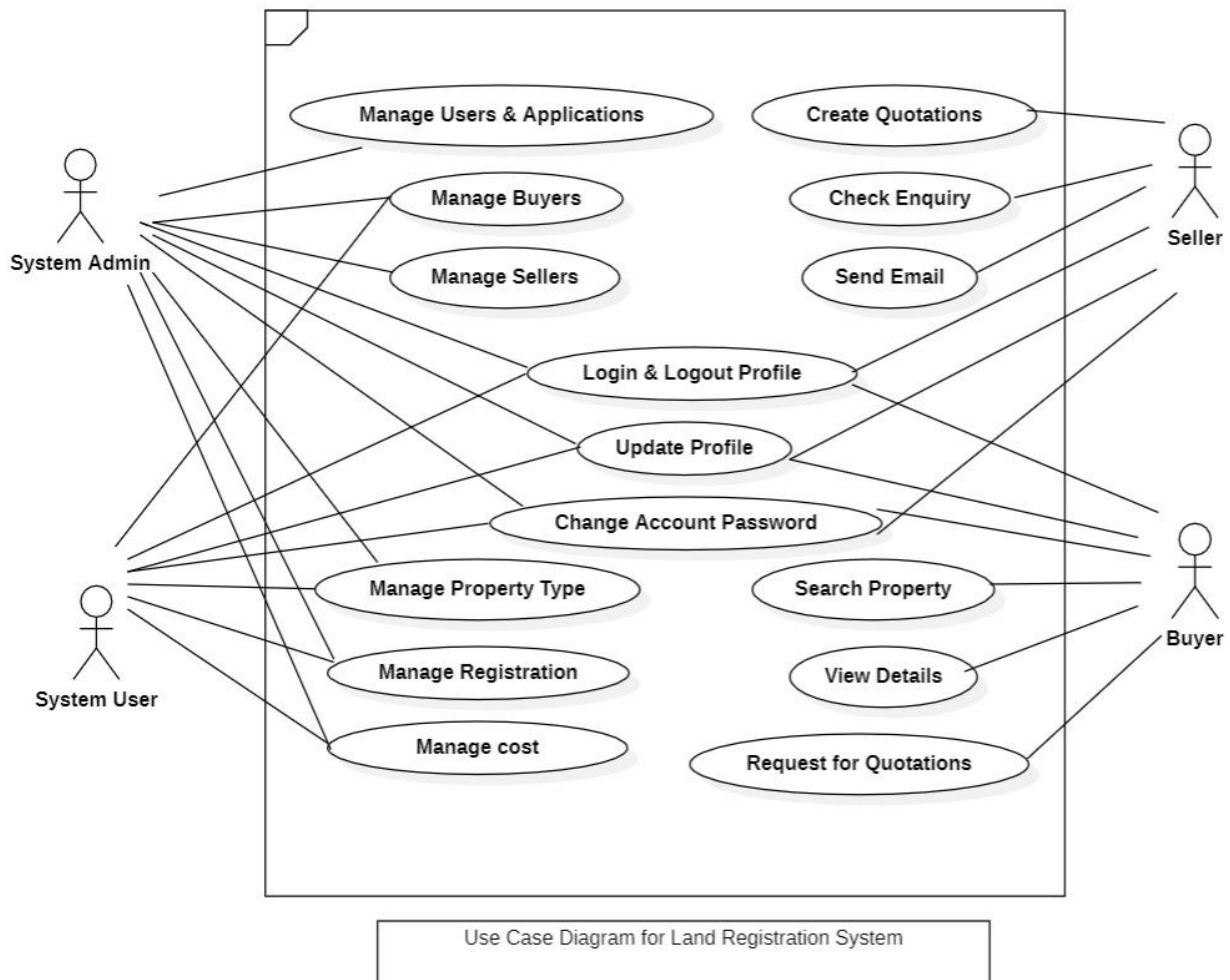 Manage Users & Applications
Create Quotations
Manage Buyers
Check Enquiry
System Admin
Seller
Manage Sellers
Send Email
Login & Logout Profile
Update Profile
Change Account Password
Manage Property Type
Search Property
Buyer
Manage Registration
View Details
System User
Manage cost
Request for Quotations
Use Case Diagram for Land Registration System